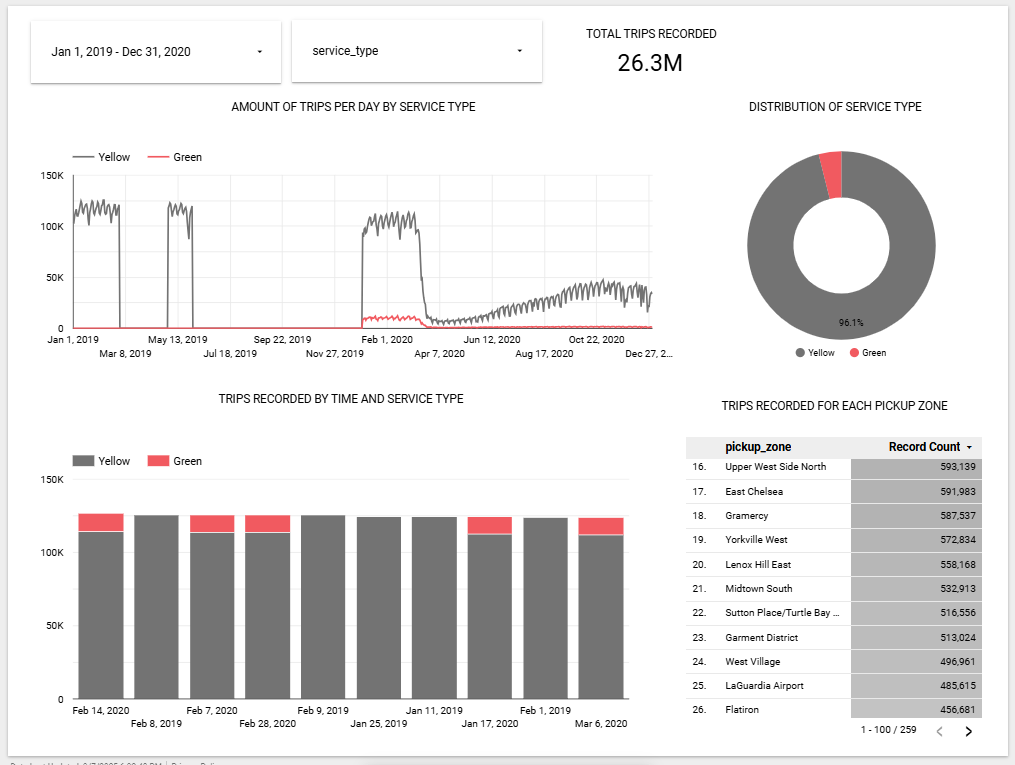 Jan 1, 2019 - Dec 31, 2020
service_type
TOTAL TRIPS RECORDED
26.3M
AMOUNT OF TRIPS PER DAY BY SERVICE TYPE
Yellow Green
150K
100K
50K
0
Jan 1, 2019 May 13, 2019 Sep 22, 2019 Feb 1, 2020 Jun 12, 2020 Oct 22, 2020
Mar 8, 2019 Jul 18, 2019 Nov 27, 2019 Apr 7, 2020 Aug 17, 2020 Dec 27, 2...
DISTRIBUTION OF SERVICE TYPE
96.1%
Yellow Green
TRIPS RECORDED BY TIME AND SERVICE TYPE
Yellow Green
150K
100K
50K
0
Feb 14, 2020 Feb 7, 2020 Feb 9, 2019 Jan 11, 2019 Feb 1, 2019
Feb 8, 2019 Feb 28, 2020 Jan 25, 2019 Jan 17, 2020 Mar 6, 2020
TRIPS RECORDED FOR EACH PICKUP ZONE
pickup_zone Record Count
16. Upper West Side North 593,139
17. East Chelsea 591,983
18. Gramercy 587,537
19. Yorkville West 572,834
20. Lenox Hill East 558,168
21. Midtown South 532,913
22. Sutton Place/Turtle Bay ... 516,556
23. Garment District 513,024
24. West Village 496,961
25. LaGuardia Airport 485,615
26. Flatiron 456,681
1 - 100 / 259